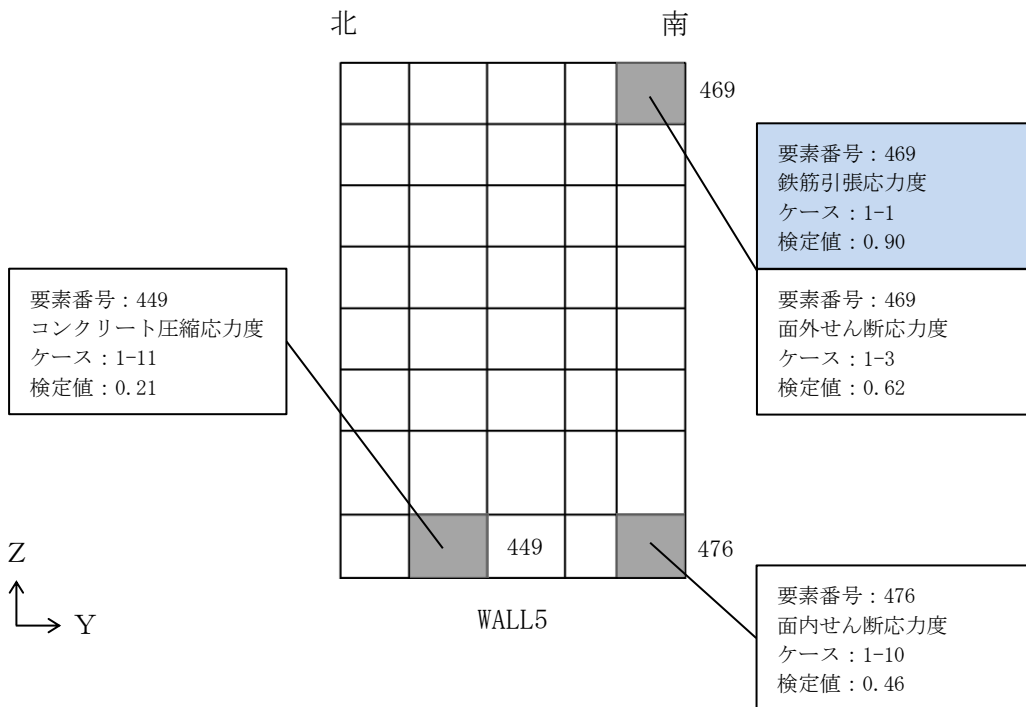 北
南
469
要素番号：469
鉄筋引張応力度
ケース：1-1
検定値：0.90
要素番号：469
面外せん断応力度
ケース：1-3
検定値：0.62
要素番号：449
コンクリート圧縮応力度
ケース：1-11
検定値：0.21
449
476
要素番号：476
面内せん断応力度
ケース：1-10
検定値：0.46
Z
Y
WALL5